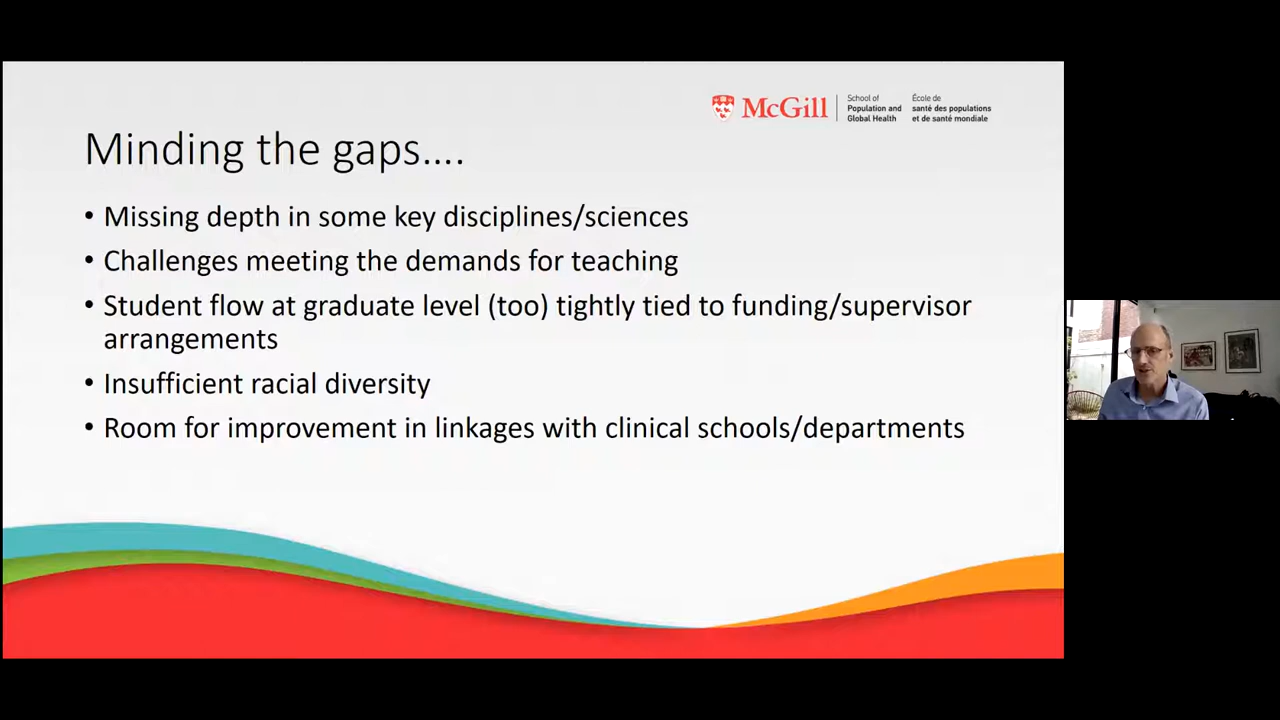 McGill
School of
Population and
Global Health
École de
santé des populations
et de santé mondiale
Minding the gaps....
• Missing depth in some key disciplines/sciences
• Challenges meeting the demands for teaching
• Student flow at graduate level (too) tightly tied to funding/supervisor
arrangements
• Insufficient racial diversity
• Room for improvement in linkages with clinical schools/departments